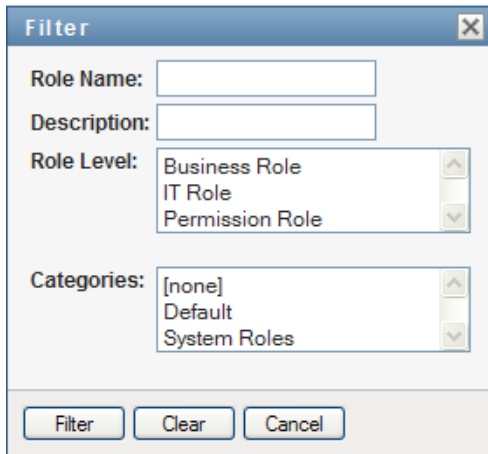 Filter
Role Name:
Description:
Role Level:
Business Role
IT Role
Permission Role
Categories:
[none]
Default
System Roles
Filter
Clear
Cancel